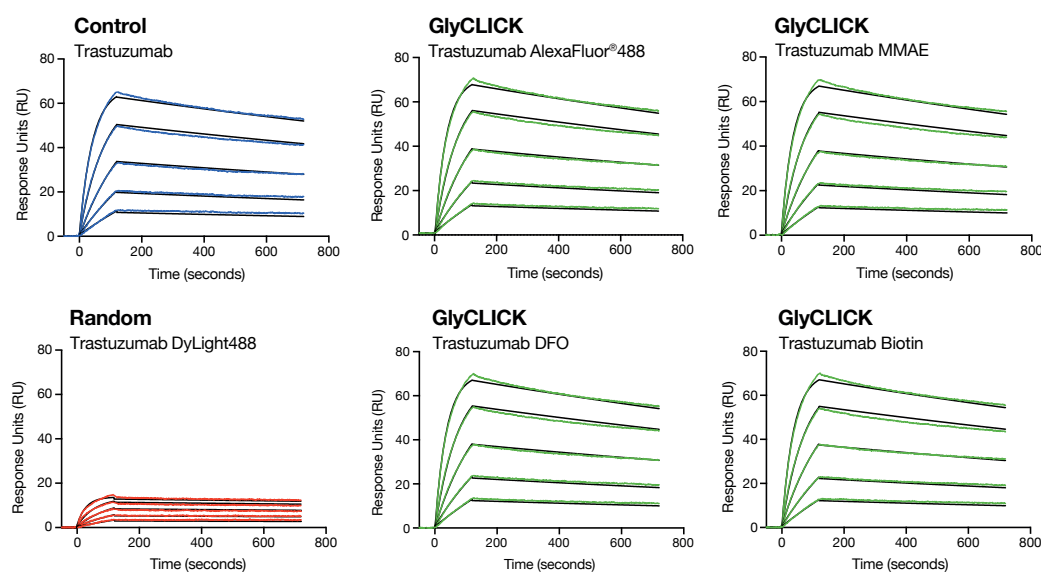 Control
Trastuzumab
80
60
40
20
0
Response Units (RU)
0 200 400 600 800
Time (seconds)
GlyCLICK
Trastuzumab AlexaFluor®488
80
60
40
20
0
Response Units (RU)
0 200 400 600 800
Time (seconds)
GlyCLICK
Trastuzumab MMAE
80
60
40
20
0
Response Units (RU)
0 200 400 600 800
Time (seconds)
Random
Trastuzumab DyLight488
80
60
40
20
0
Response Units (RU)
0 200 400 600 800
Time (seconds)
GlyCLICK
Trastuzumab DFO
80
60
40
20
0
Response Units (RU)
0 200 400 600 800
Time (seconds)
GlyCLICK
Trastuzumab Biotin
80
60
40
20
0
Response Units (RU)
0 200 400 600 800
Time (seconds)